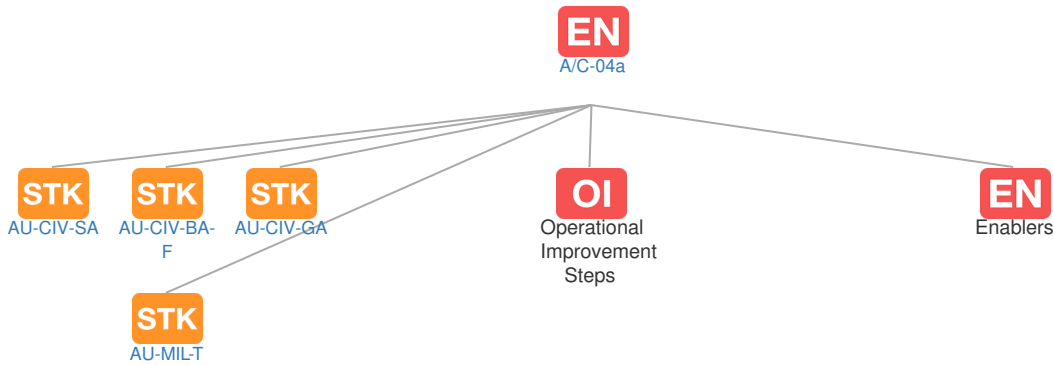 EN
A/C-04a
STK
AU-CIV-SA
STK
AU-CIV-BA-
F
STK
AU-CIV-GA
OI
Operational
Improvement
Steps
EN
Enablers
STK
AU-MIL-T